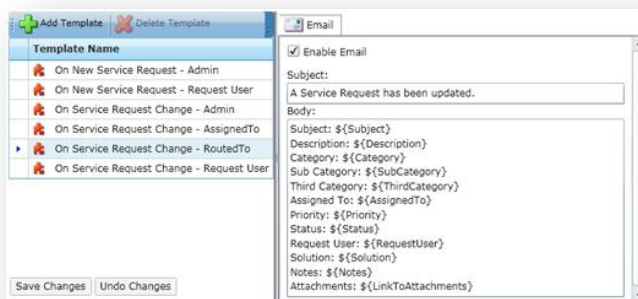 Add Template
Delete Template
Template Name
On New Service Request - Admin
On New Service Request - Request User
On Service Request Change - Admin
On Service Request Change - AssignedTo
On Service Request Change - RoutedTo
On Service Request Change - Request User
Save Changes
Undo Changes
Email
Enable Email
Subject:
A Service Request has been updated.
Body:
Subject: ${Subject}
Description: ${Description}
Category: ${Category}
Sub Category: ${SubCategory}
Third Category: ${ThirdCategory}
Assigned To: ${AssignedTo}
Priority: ${Priority}
Status: ${Status}
Request User: ${RequestUser}
Solution: ${Solution}
Notes: ${Notes}
Attachments: ${LinkToAttachments}